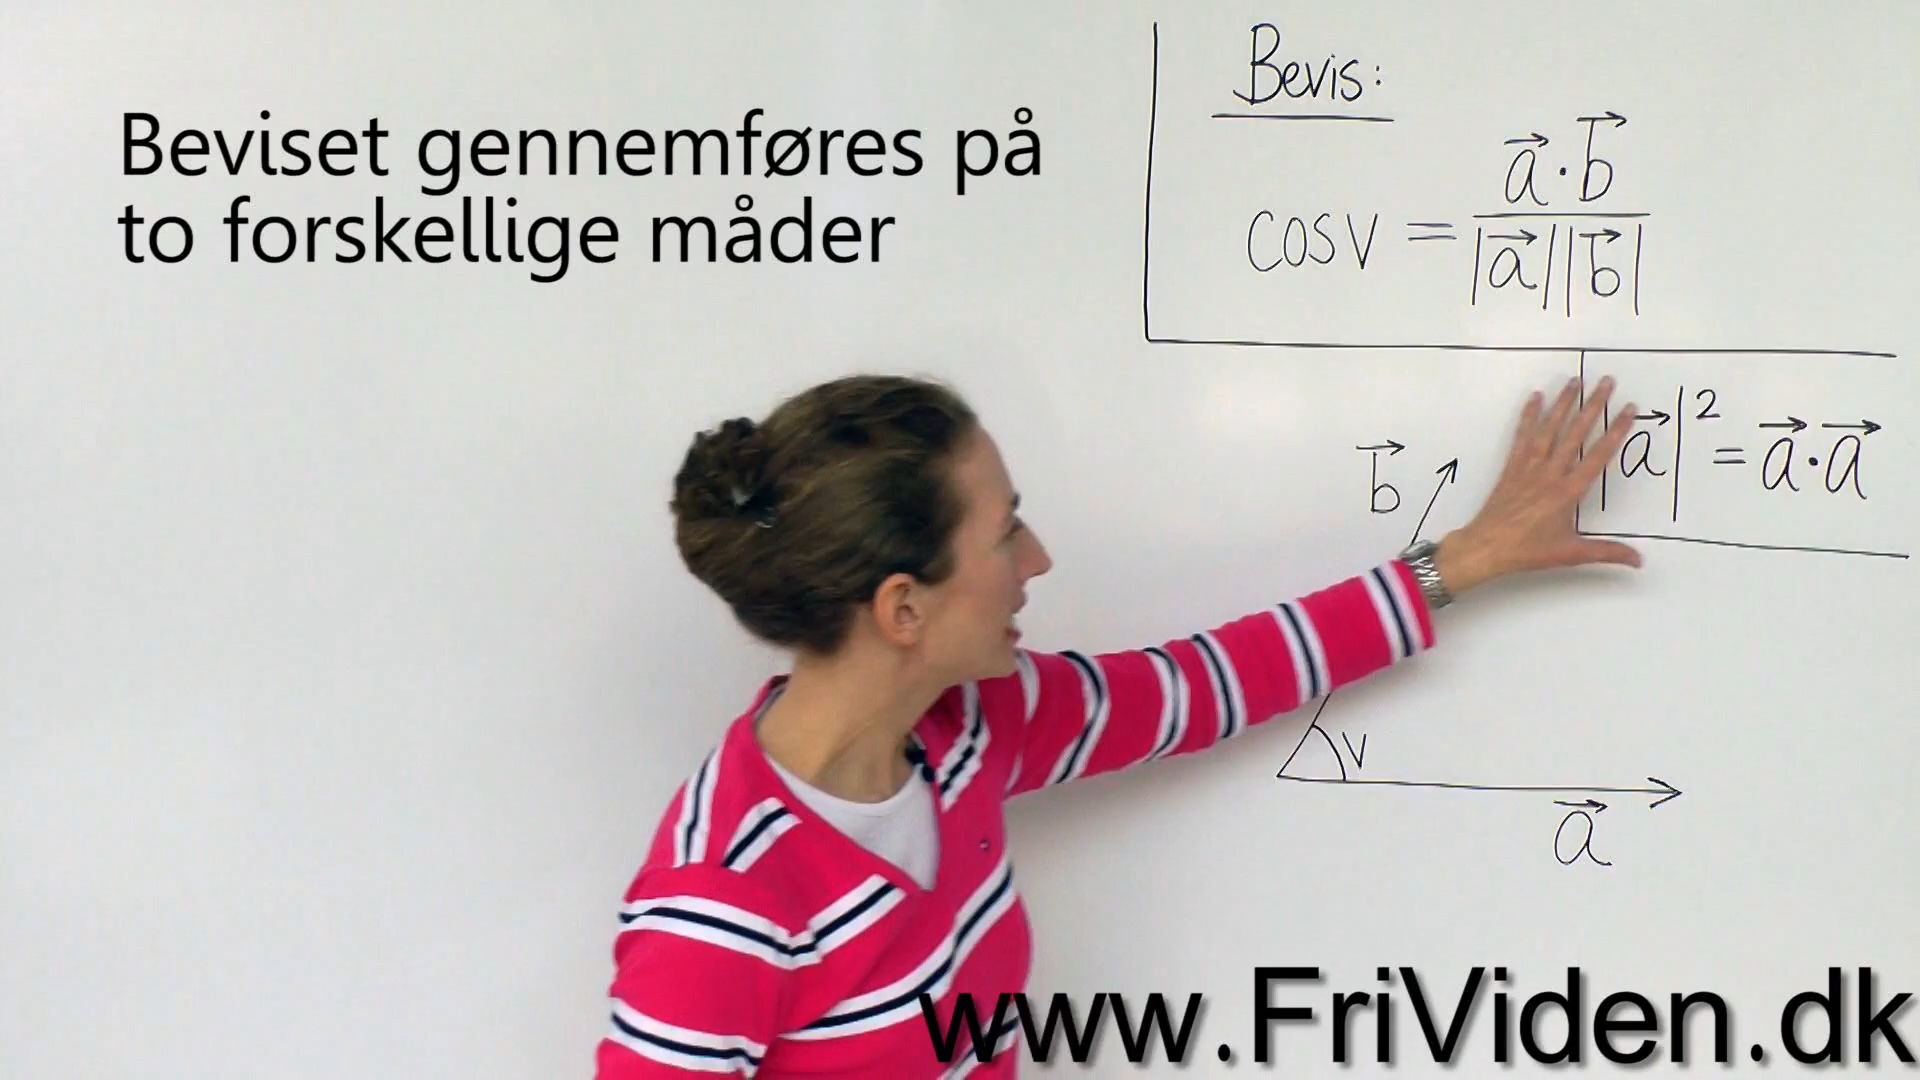 Beviset gennemføres på
to forskellige måder
Bevis:
cos v = a⃗·b⃗ / |a⃗||b⃗|
|a⃗|² = a⃗·a⃗
b⃗
v
a⃗
www.FriViden.dk